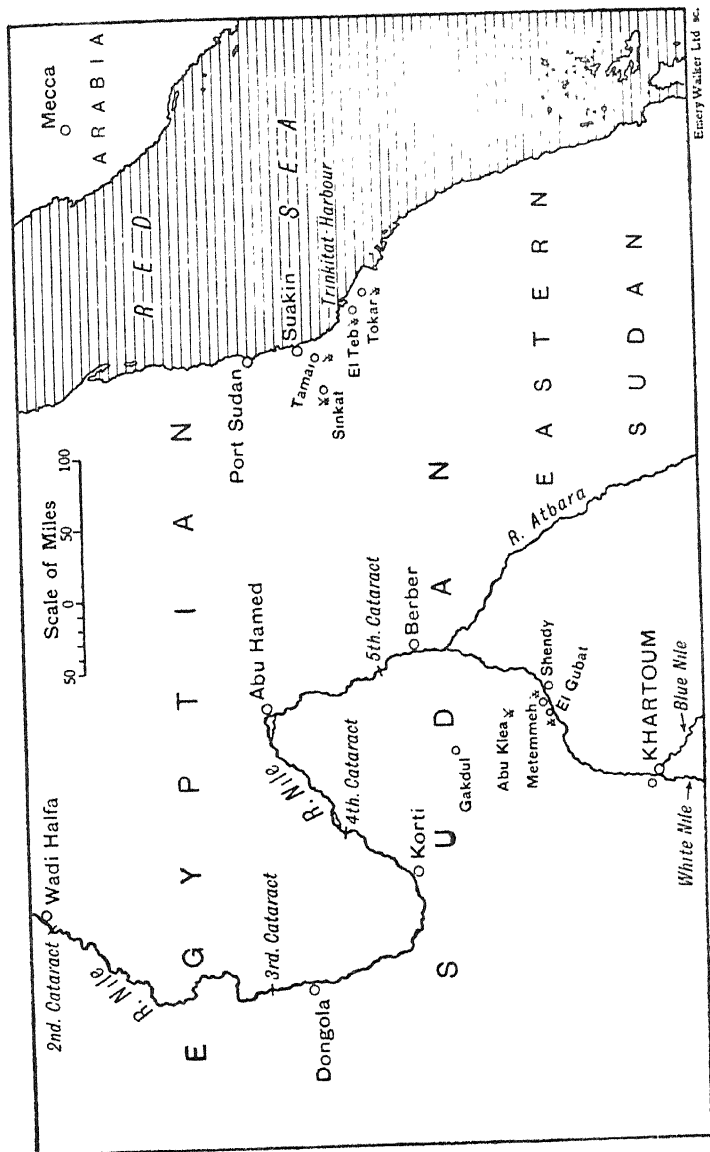 Mecca
ARABIA
RED
SEA
2nd. Cataract
Wadi Halfa
R. Nile
Scale of Miles
50 0 50 100
EGYPTIAN
Abu Hamed
Port Sudan
Suakin
Trinkitat Harbour
Tamai
Sinkat
El Teb
Tokar
3rd. Cataract
Dongola
R. Nile
4th. Cataract
5th. Cataract
Berber
Korti
SUDAN
Gakdul
Abu Klea
Metemmeh
Shendy
El Gubat
R. Atbara
EASTERN
SUDAN
KHARTOUM
White Nile
Blue Nile
Emery Walker Ltd sc.